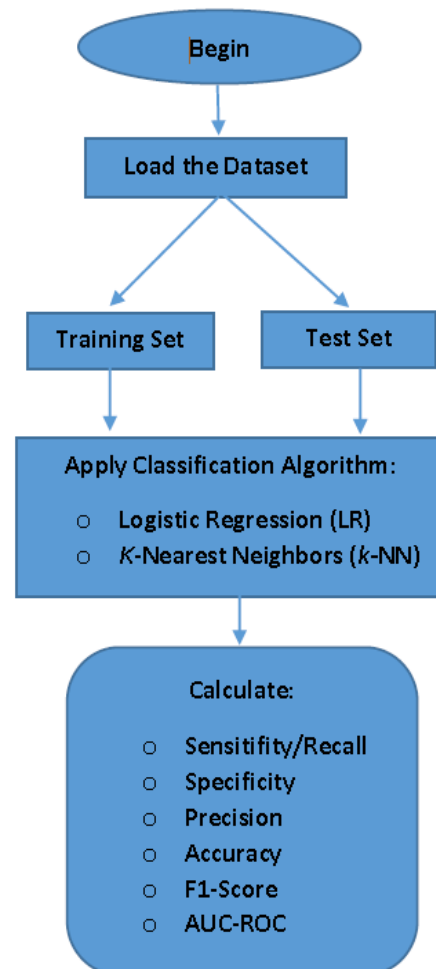 Begin
Load the Dataset
Training Set
Test Set
Apply Classification Algorithm:
o Logistic Regression (LR)
o K-Nearest Neighbors (k-NN)
Calculate:
o Sensitifity/Recall
o Specificity
o Precision
o Accuracy
o F1-Score
o AUC-ROC